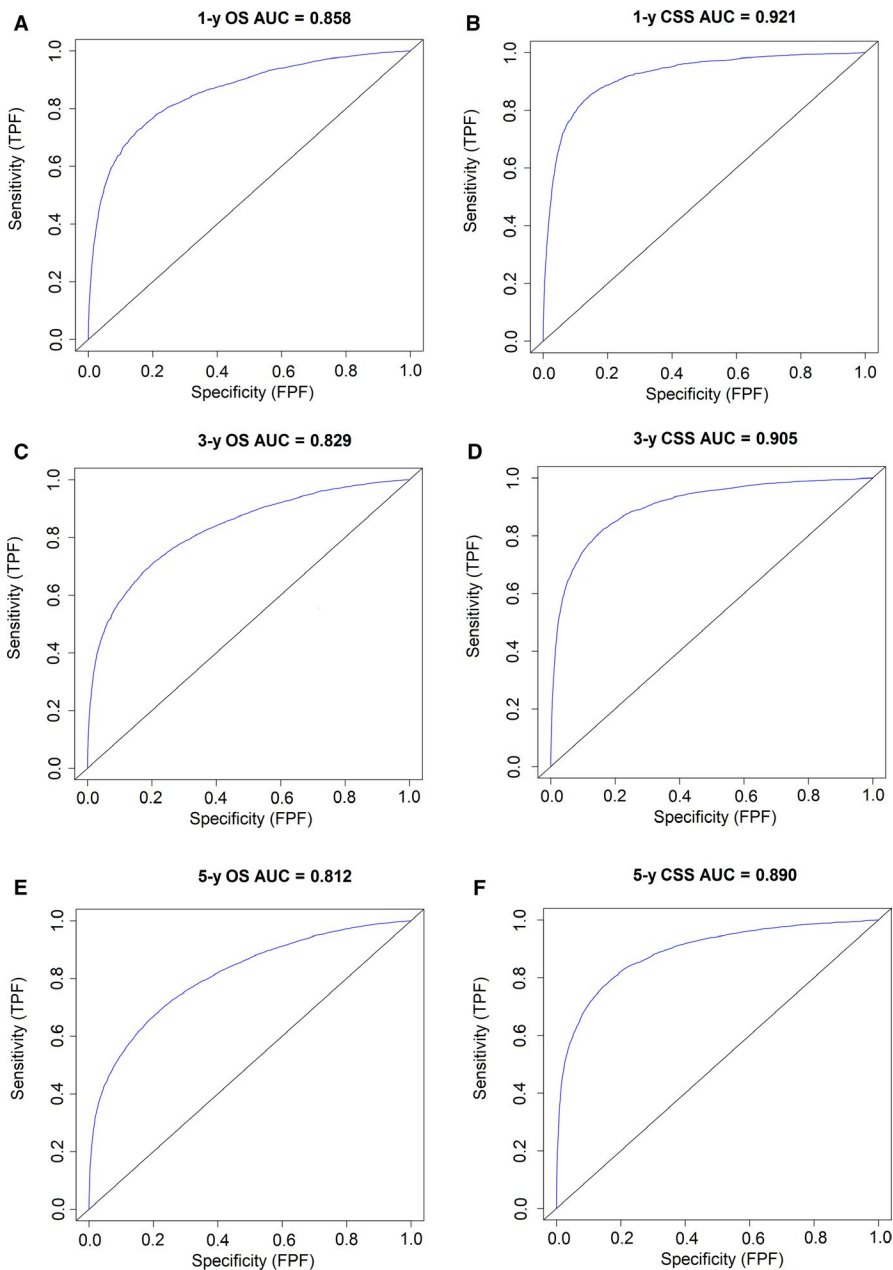 A
1-y OS AUC = 0.858
Sensitivity (TPF)
1.0
0.8
0.6
0.4
0.2
0.0
0.0 0.2 0.4 0.6 0.8 1.0
Specificity (FPF)
B
1-y CSS AUC = 0.921
Sensitivity (TPF)
1.0
0.8
0.6
0.4
0.2
0.0
0.0 0.2 0.4 0.6 0.8 1.0
Specificity (FPF)
C
3-y OS AUC = 0.829
Sensitivity (TPF)
1.0
0.8
0.6
0.4
0.2
0.0
0.0 0.2 0.4 0.6 0.8 1.0
Specificity (FPF)
D
3-y CSS AUC = 0.905
Sensitivity (TPF)
1.0
0.8
0.6
0.4
0.2
0.0
0.0 0.2 0.4 0.6 0.8 1.0
Specificity (FPF)
E
5-y OS AUC = 0.812
Sensitivity (TPF)
1.0
0.8
0.6
0.4
0.2
0.0
0.0 0.2 0.4 0.6 0.8 1.0
Specificity (FPF)
F
5-y CSS AUC = 0.890
Sensitivity (TPF)
1.0
0.8
0.6
0.4
0.2
0.0
0.0 0.2 0.4 0.6 0.8 1.0
Specificity (FPF)